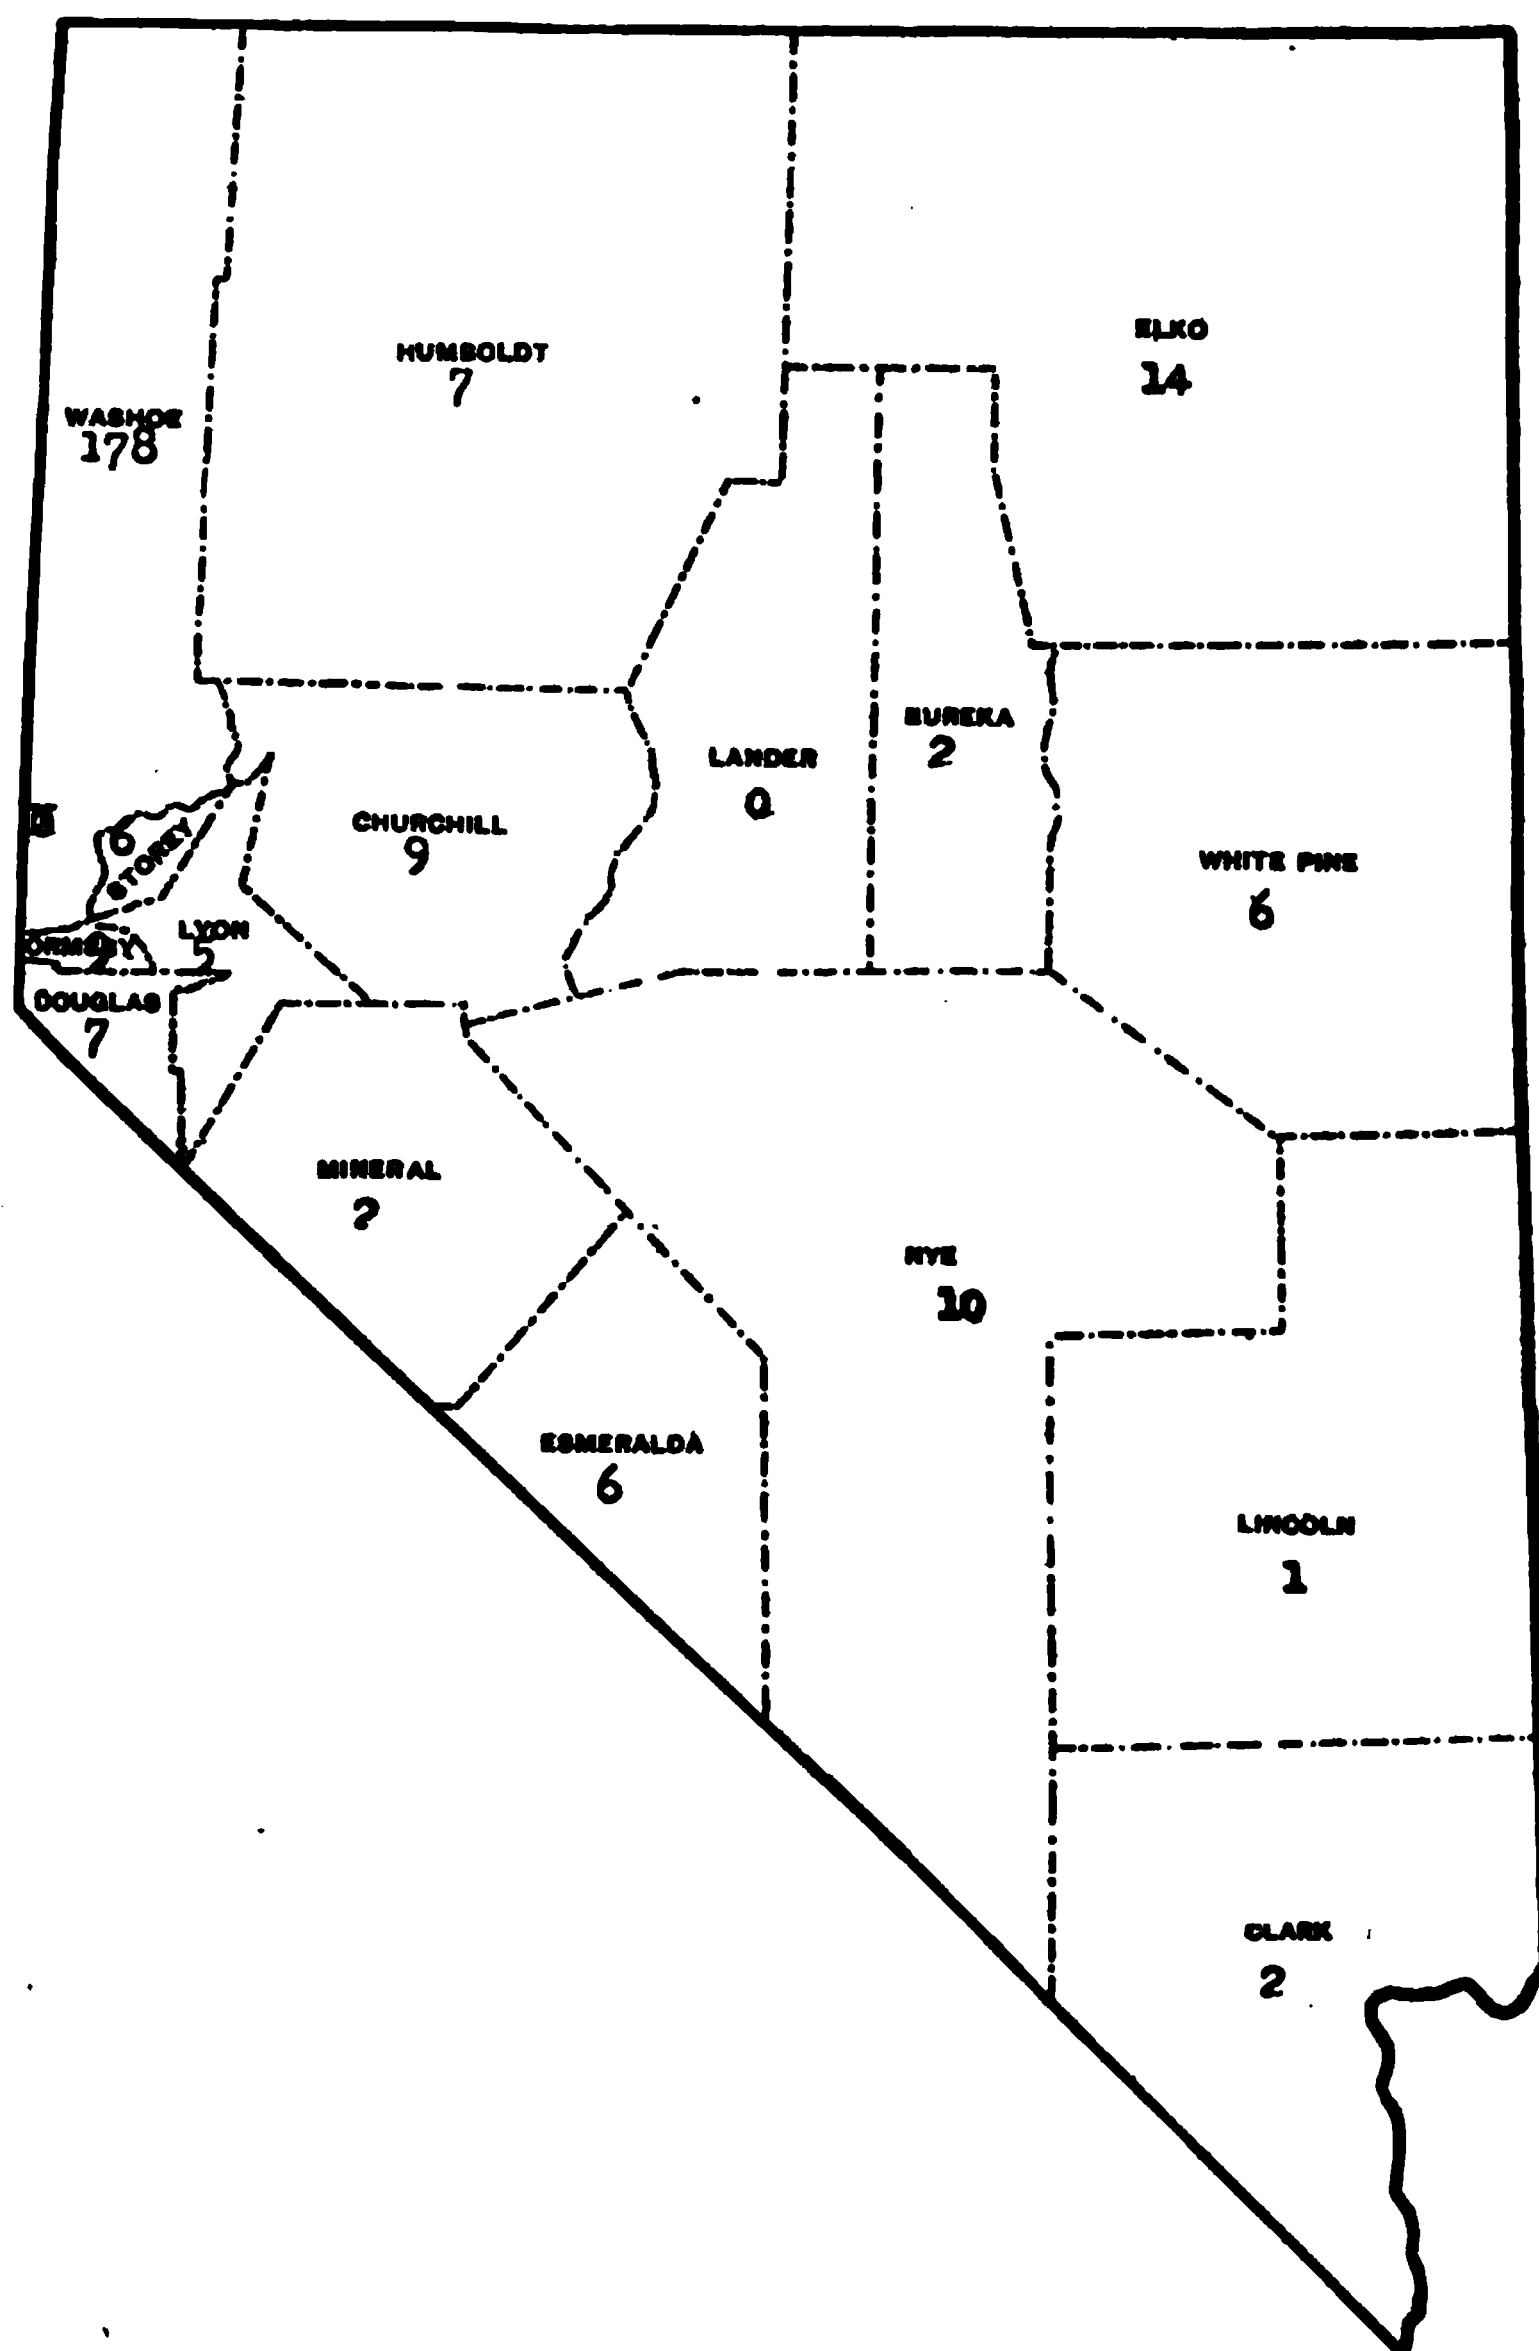 ELKO
14
HUMBOLDT
7
WASHOE
178
EUREKA
2
LANDER
0
CHURCHILL
9
6
STOREY
WHITE PINE
6
LYON
5
ORMSBY
DOUGLAS
7
MINERAL
2
NYE
10
ESMERALDA
6
LINCOLN
1
CLARK
2